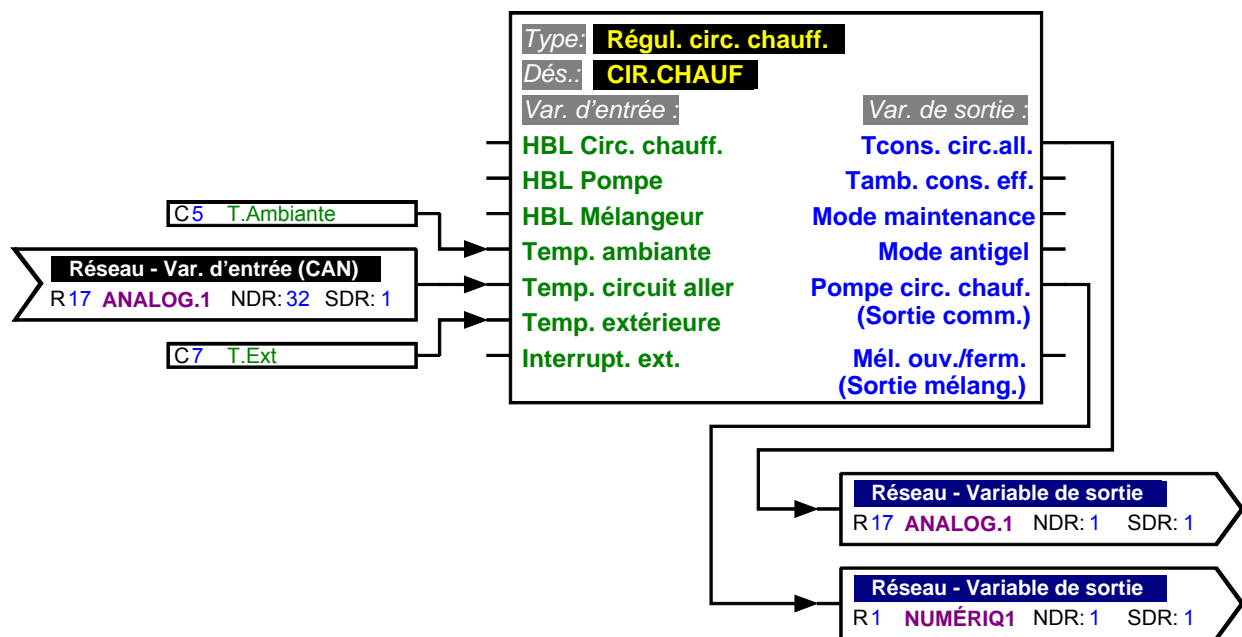 Type: Régul. circ. chauff.
Dés.: CIR.CHAUF
Var. d’entrée : Var. de sortie :
HBL Circ. chauff. Tcons. circ.all.
HBL Pompe Tamb. cons. eff.
C5 T.Ambiante HBL Mélangeur Mode maintenance
Temp. ambiante Mode antigel
Réseau - Var. d’entrée (CAN)
R17 ANALOG.1 NDR: 32 SDR: 1 Temp. circuit aller Pompe circ. chauf.
(Sortie comm.)
Temp. extérieure
C7 T.Ext Interrupt. ext. Mél. ouv./ferm.
(Sortie mélang.)
Réseau - Variable de sortie
R17 ANALOG.1 NDR: 1 SDR: 1
Réseau - Variable de sortie
R1 NUMÉRIQ1 NDR: 1 SDR: 1